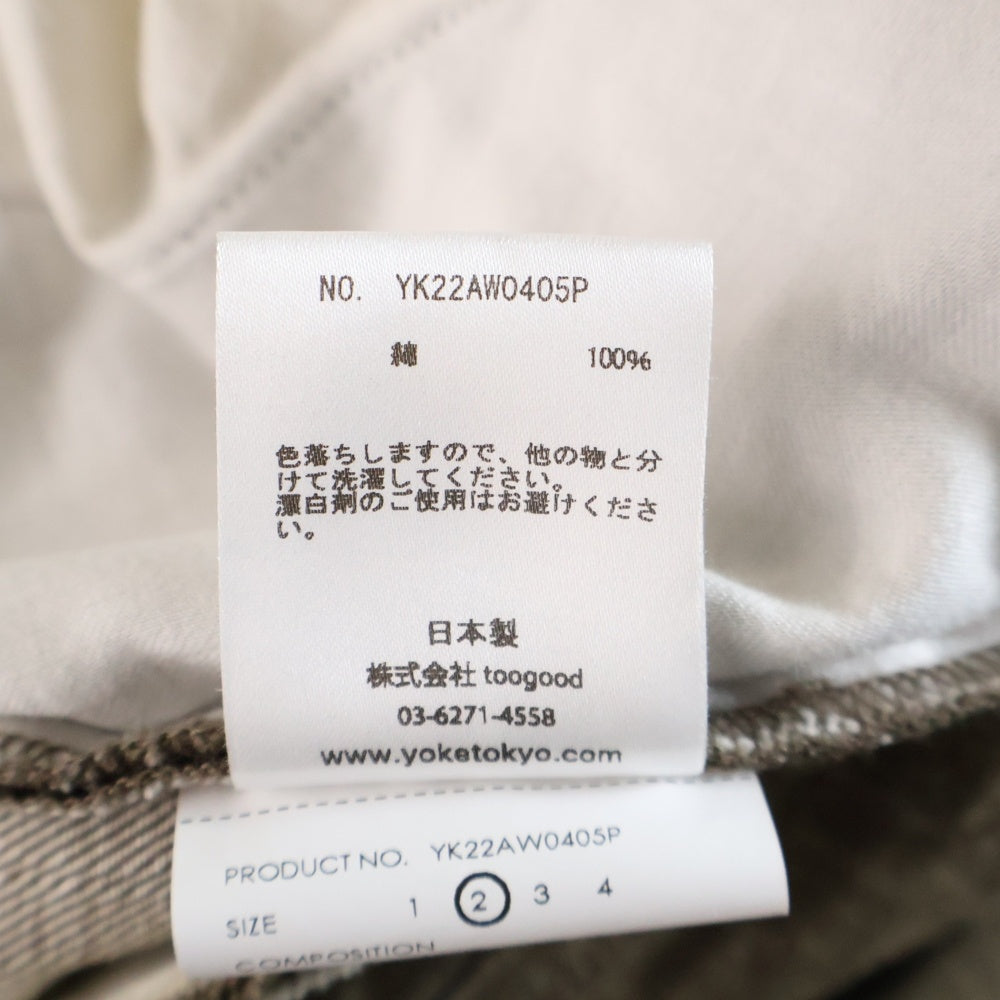 NO. YK22AW0405P
綿 100%
色落ちしますので、他の物と分
けて洗濯してください。
漂白剤のご使用はお避けくださ
い。
日本製
株式会社 toogood
03-6271-4558
www.yoketokyo.com
PRODUCT NO. YK22AW0405P
SIZE 1 2 3 4
COMPOSITION